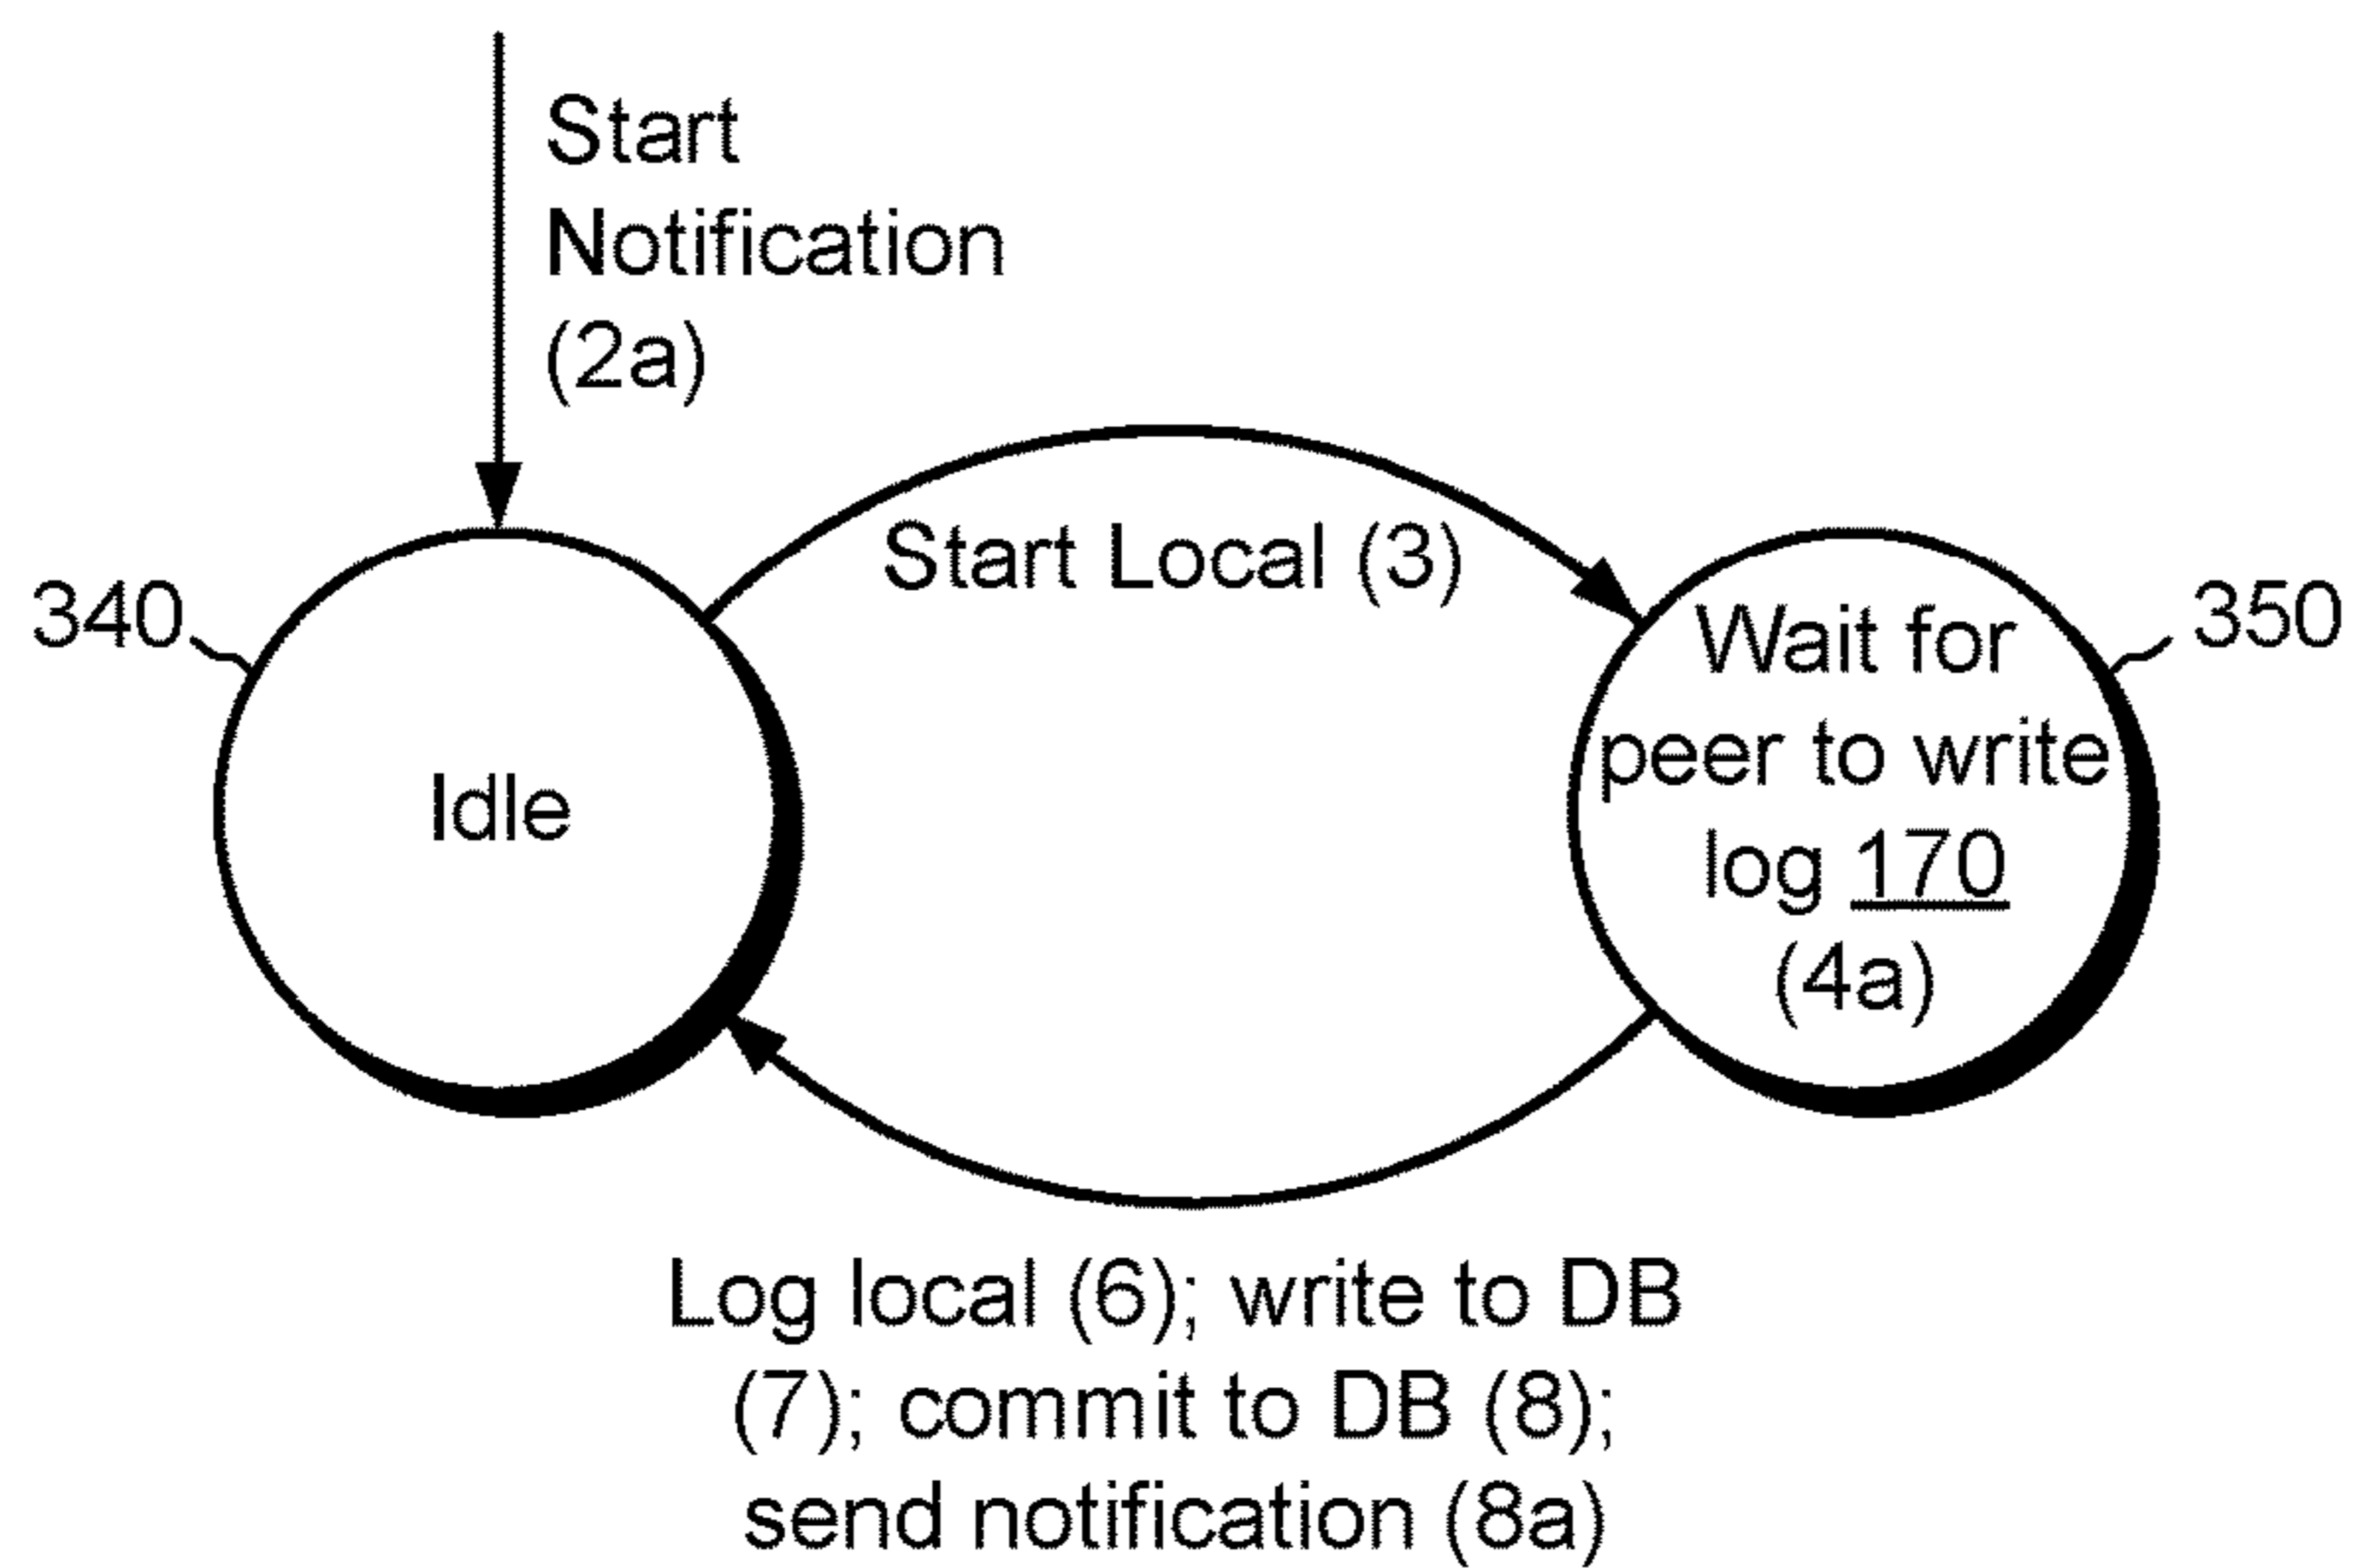 Start
Notification
(2a)
Start Local (3)
340
Idle
Wait for
peer to write
log 170
(4a)
350
Log local (6); write to DB
(7); commit to DB (8);
send notification (8a)